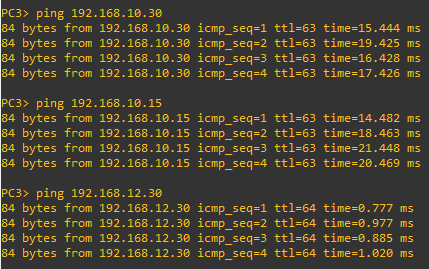 PC3> ping 192.168.10.30
84 bytes from 192.168.10.30 icmp_seq=1 ttl=63 time=15.444 ms
84 bytes from 192.168.10.30 icmp_seq=2 ttl=63 time=19.425 ms
84 bytes from 192.168.10.30 icmp_seq=3 ttl=63 time=16.428 ms
84 bytes from 192.168.10.30 icmp_seq=4 ttl=63 time=17.426 ms
PC3> ping 192.168.10.15
84 bytes from 192.168.10.15 icmp_seq=1 ttl=63 time=14.482 ms
84 bytes from 192.168.10.15 icmp_seq=2 ttl=63 time=18.463 ms
84 bytes from 192.168.10.15 icmp_seq=3 ttl=63 time=21.448 ms
84 bytes from 192.168.10.15 icmp_seq=4 ttl=63 time=20.469 ms
PC3> ping 192.168.12.30
84 bytes from 192.168.12.30 icmp_seq=1 ttl=64 time=0.777 ms
84 bytes from 192.168.12.30 icmp_seq=2 ttl=64 time=0.977 ms
84 bytes from 192.168.12.30 icmp_seq=3 ttl=64 time=0.885 ms
84 bytes from 192.168.12.30 icmp_seq=4 ttl=64 time=1.020 ms